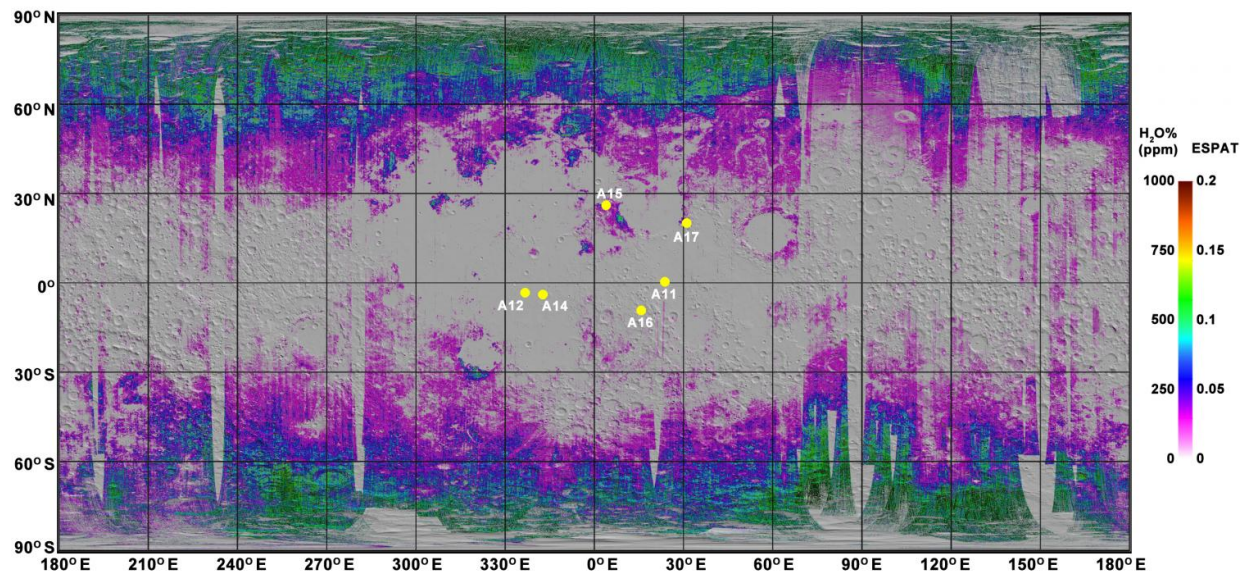 90° N
60° N
30° N
0°
30° S
60° S
90° S
180° E 210° E 240° E 270° E 300° E 330° E 0° E 30° E 60° E 90° E 120° E 150° E 180° E
A15
A17
A11
A12 A14
A16
H₂O% (ppm) ESPAT
1000 0.2
750 0.15
500 0.1
250 0.05
0 0